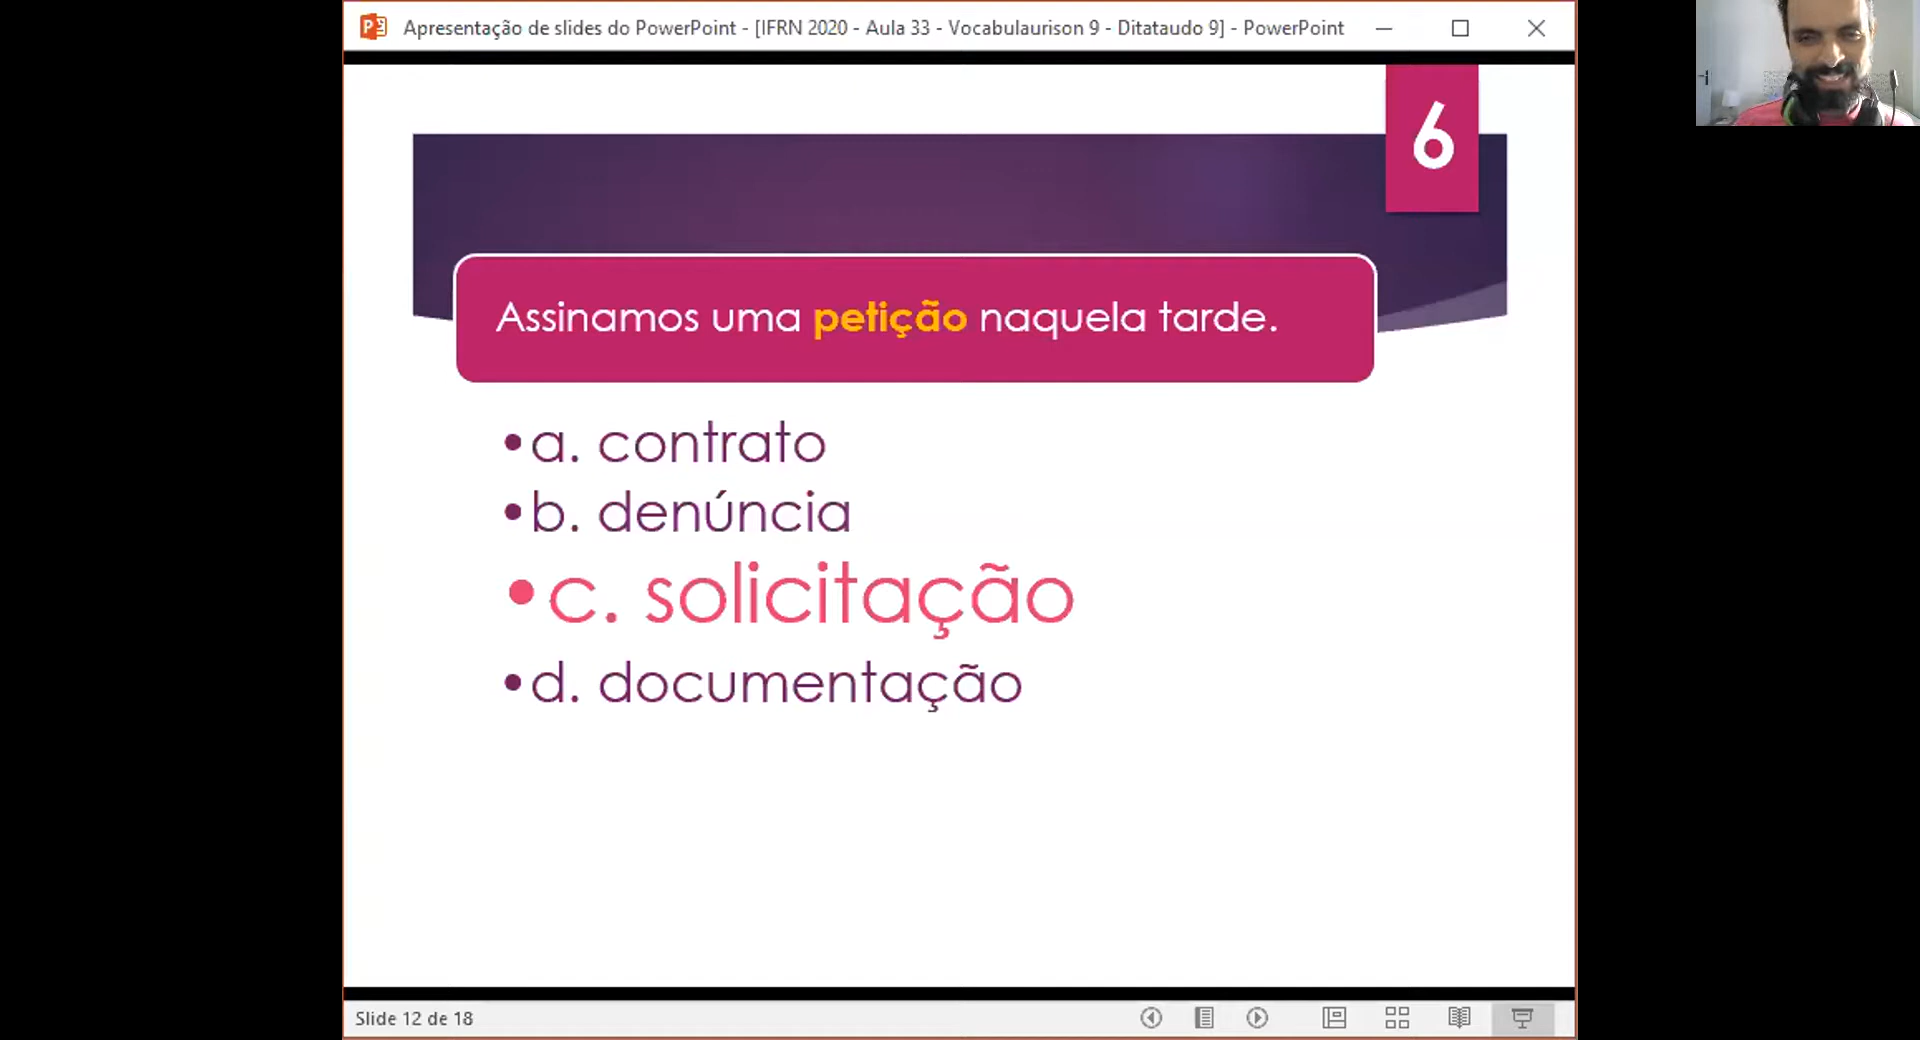 Apresentação de slides do PowerPoint - [IFRN 2020 - Aula 33 - Vocabulaurison 9 - Ditataudo 9] - PowerPoint
6
Assinamos uma petição naquela tarde.
•a. contrato
•b. denúncia
•c. solicitação
•d. documentação
Slide 12 de 18